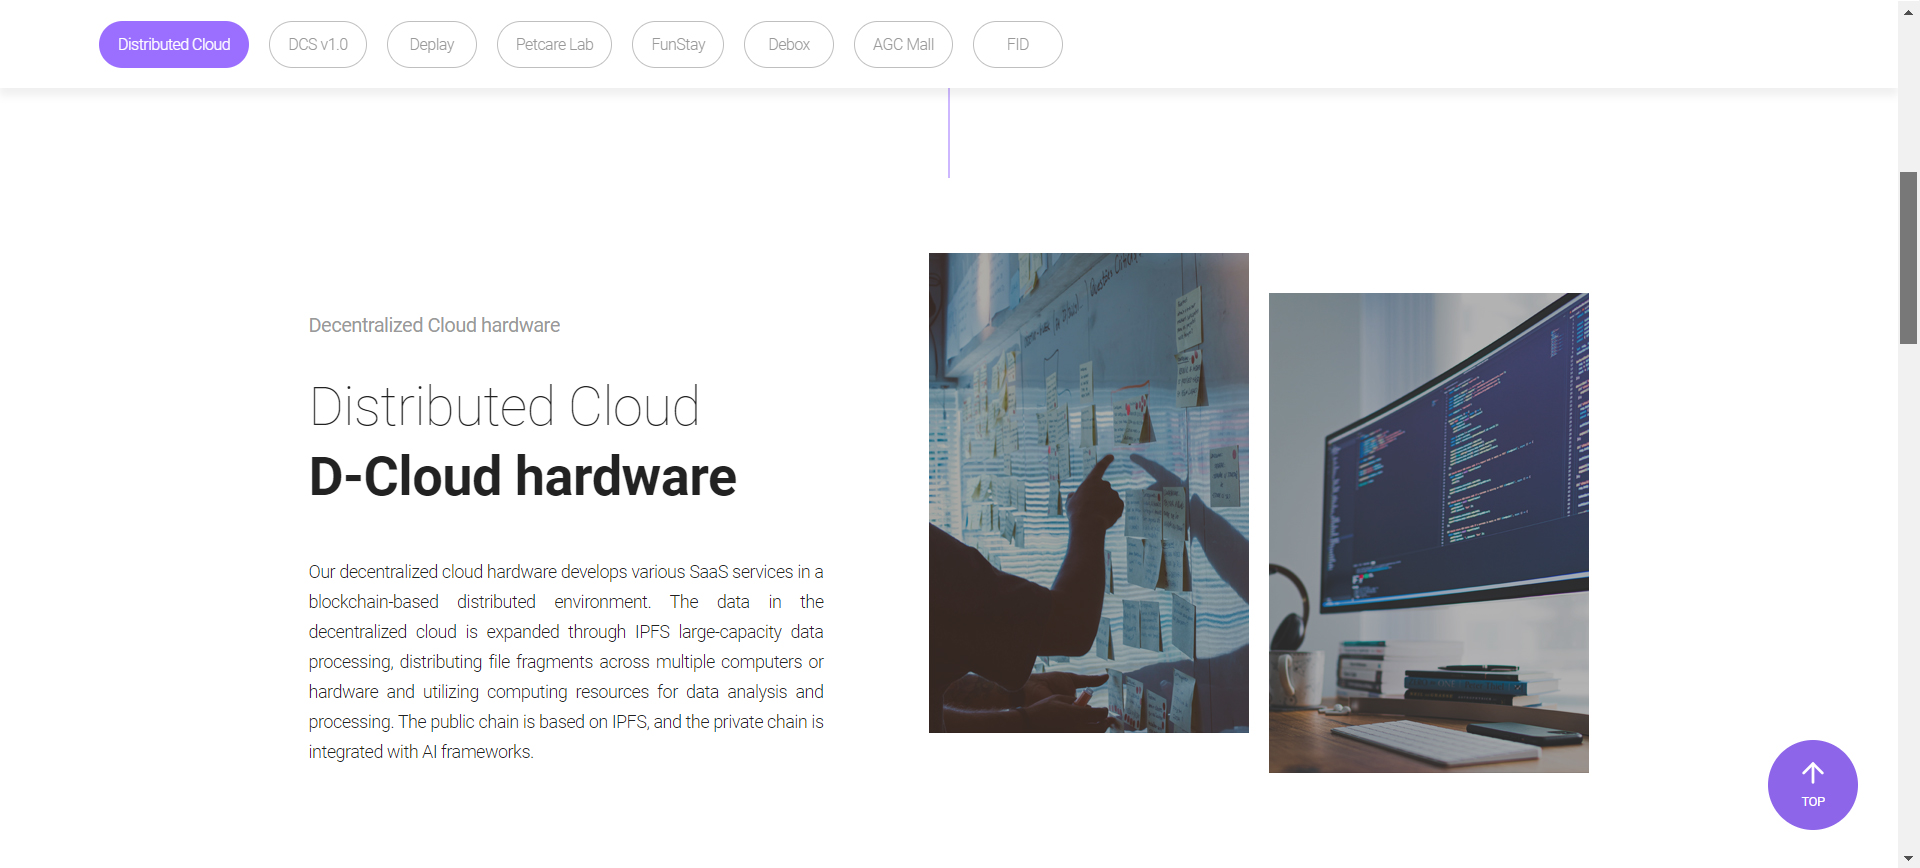 Distributed Cloud
DCS v1.0
Deplay
Petcare Lab
FunStay
Debox
AGC Mall
FID
Decentralized Cloud hardware
Distributed Cloud
D-Cloud hardware
Our decentralized cloud hardware develops various SaaS services in a
blockchain-based distributed environment. The data in the
decentralized cloud is expanded through IPFS large-capacity data
processing, distributing file fragments across multiple computers or
hardware and utilizing computing resources for data analysis and
processing. The public chain is based on IPFS, and the private chain is
integrated with AI frameworks.
TOP